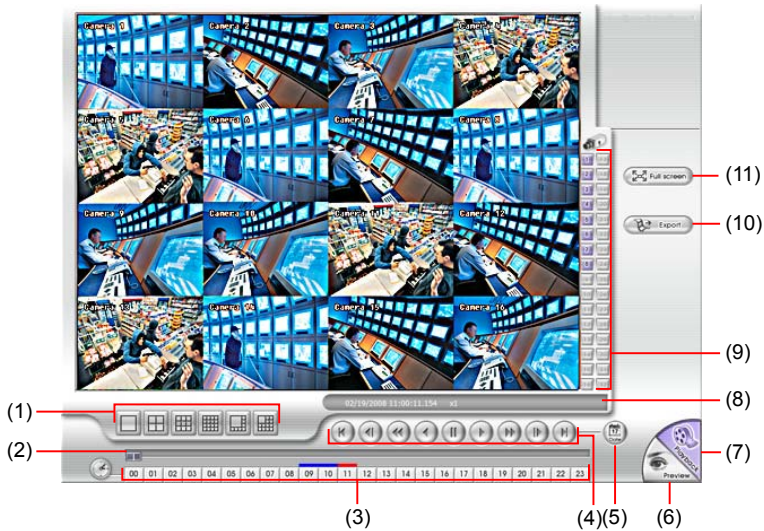 Camera 1
Camera 2
Camera 3
Camera 4
Camera 5
Camera 6
Camera 7
Camera 8
Camera 9
Camera 10
Camera 11
Camera 12
Camera 13
Camera 14
Camera 15
Camera 16
Full screen
(11)
Export
(10)
(9)
02/19/2008 11:00:11.154 x1
(8)
(1)
(2)
Date
Playback
Preview
(7)
00 01 02 03 04 05 06 07 08 09 10 11 12 13 14 15 16 17 18 19 20 21 22 23
(3)
(4)
(5)
(6)